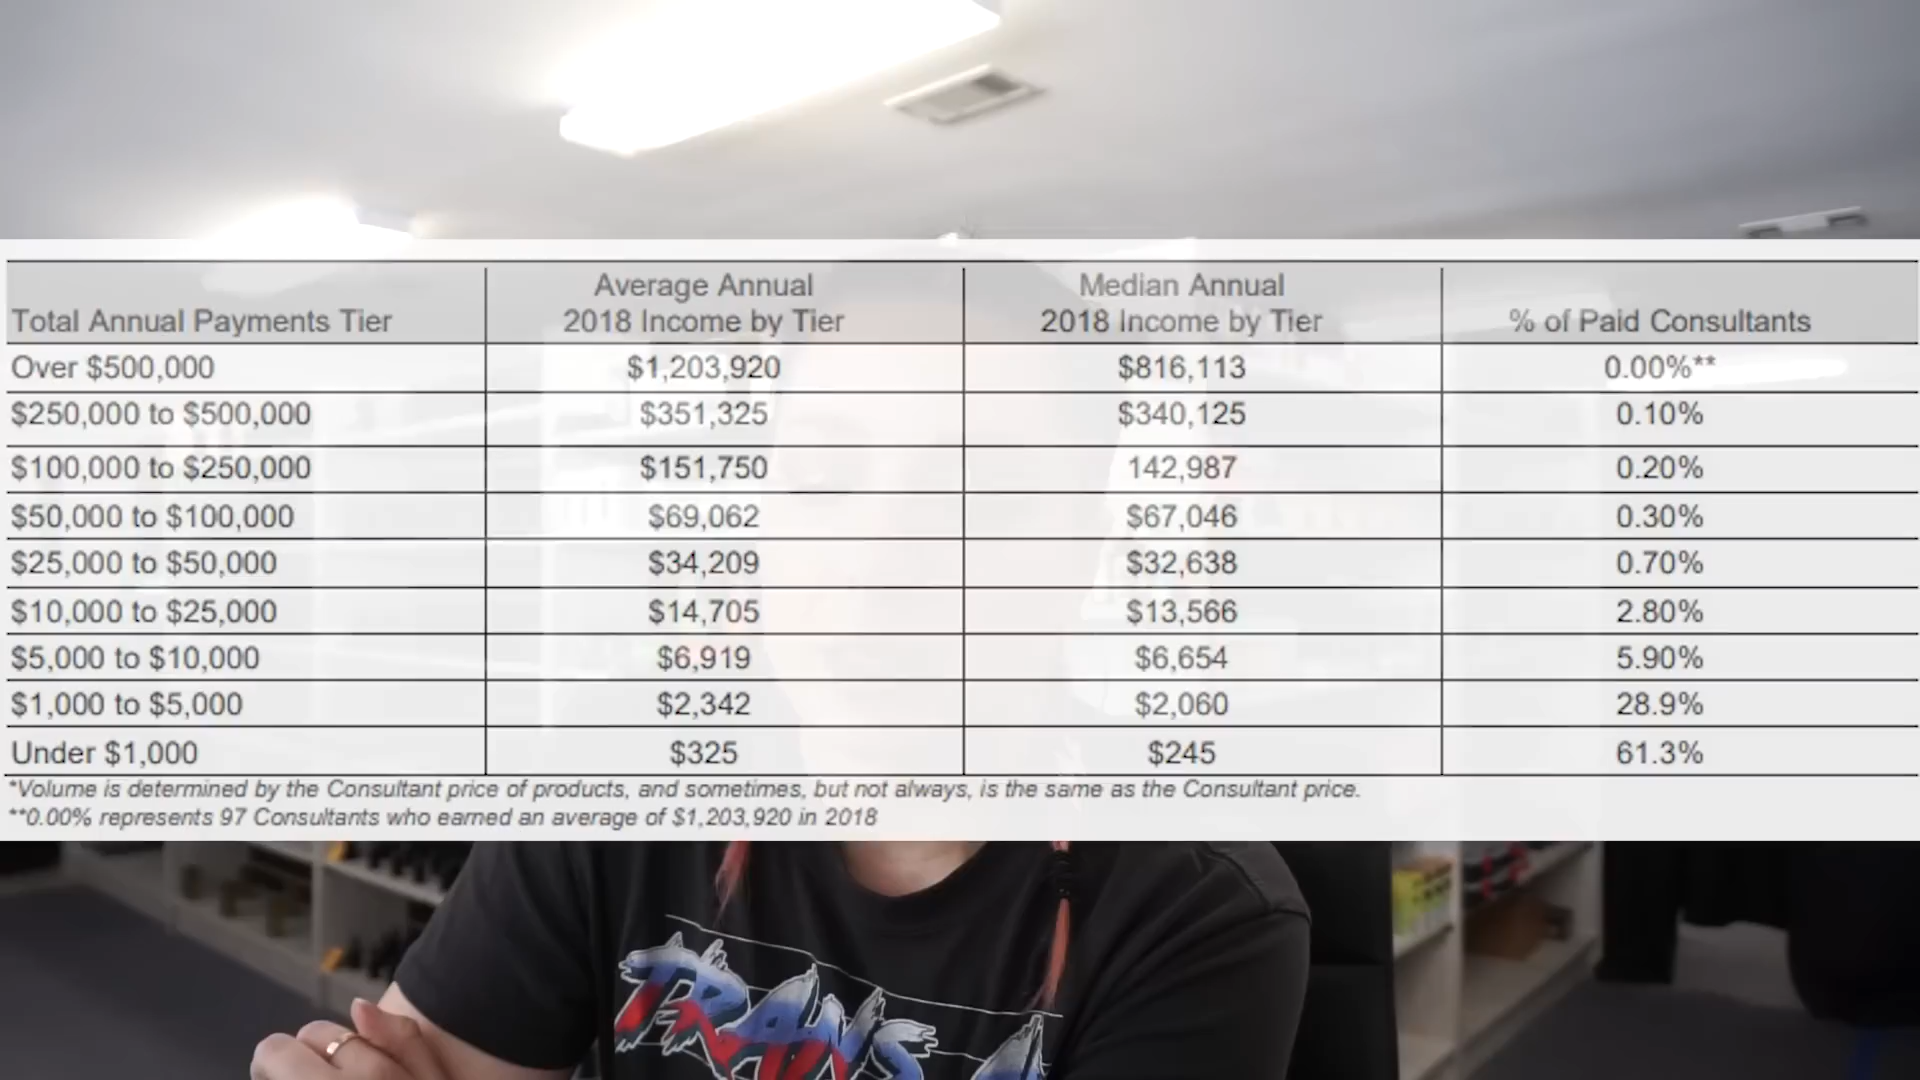 Total Annual Payments Tier Average Annual 2018 Income by Tier Median Annual 2018 Income by Tier % of Paid Consultants
Over $500,000 $1,203,920 $816,113 0.00%**
$250,000 to $500,000 $351,325 $340,125 0.10%
$100,000 to $250,000 $151,750 142,987 0.20%
$50,000 to $100,000 $69,062 $67,046 0.30%
$25,000 to $50,000 $34,209 $32,638 0.70%
$10,000 to $25,000 $14,705 $13,566 2.80%
$5,000 to $10,000 $6,919 $6,654 5.90%
$1,000 to $5,000 $2,342 $2,060 28.9%
Under $1,000 $325 $245 61.3%
*Volume is determined by the Consultant price of products, and sometimes, but not always, is the same as the Consultant price.
**0.00% represents 97 Consultants who earned an average of $1,203,920 in 2018
TRANS